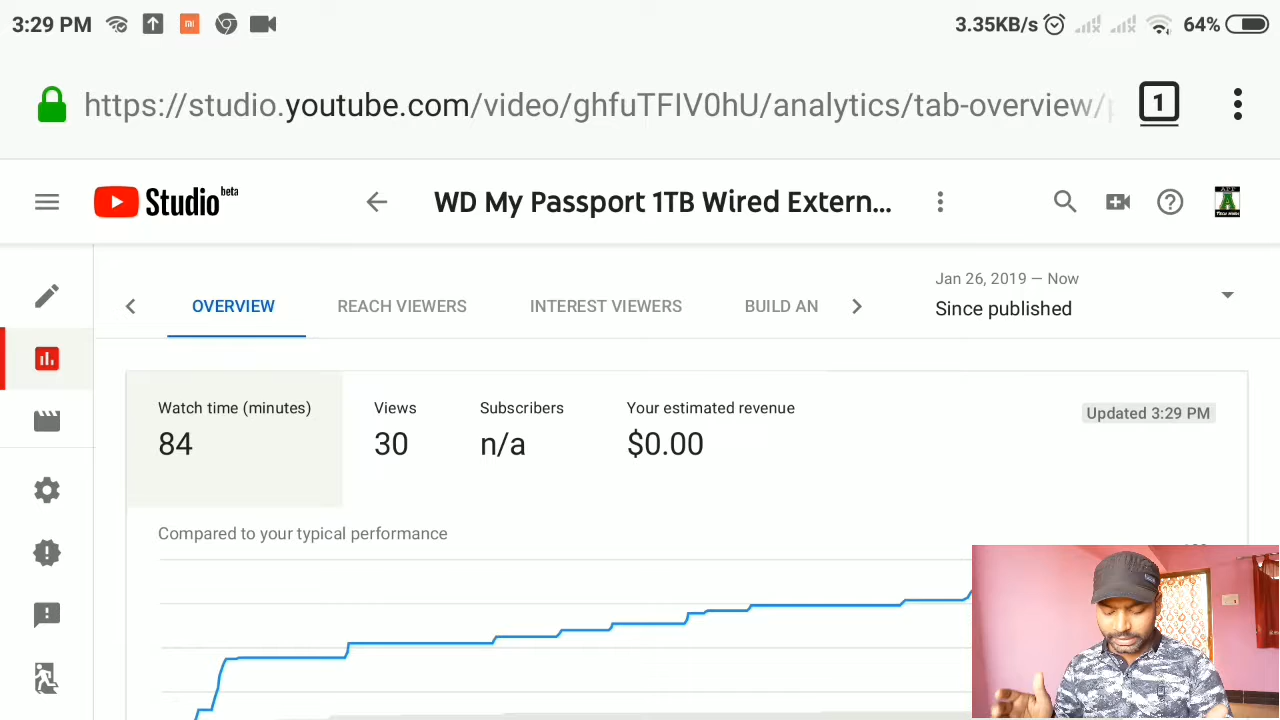 3:29 PM 3.35KB/s 64%
https://studio.youtube.com/video/ghfuTFIV0hU/analytics/tab-overview/ 1
Studio beta WD My Passport 1TB Wired Extern...
Jan 26, 2019 — Now
OVERVIEW REACH VIEWERS INTEREST VIEWERS BUILD AN Since published
Watch time (minutes) Views Subscribers Your estimated revenue
Updated 3:29 PM
84 30 n/a $0.00
Compared to your typical performance